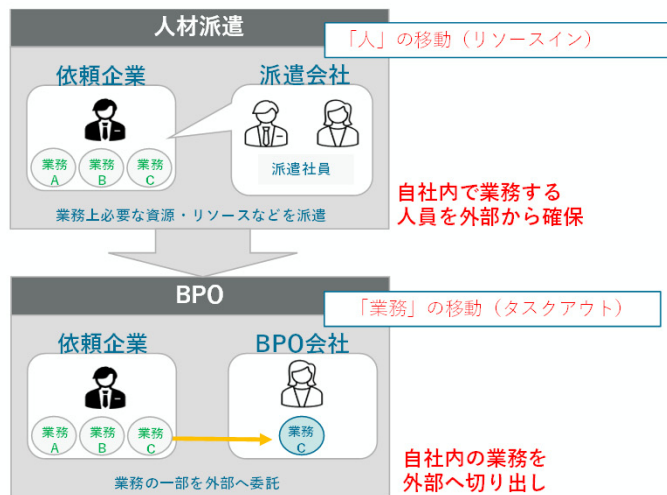 人材派遣
「人」の移動（リソースイン）
依頼企業
派遣会社
業務
A
業務
B
業務
C
派遣社員
業務上必要な資源・リソースなどを派遣
自社内で業務する
人員を外部から確保
BPO
「業務」の移動（タスクアウト）
依頼企業
BPO会社
業務
A
業務
B
業務
C
業務
C
業務の一部を外部へ委託
自社内の業務を
外部へ切り出し